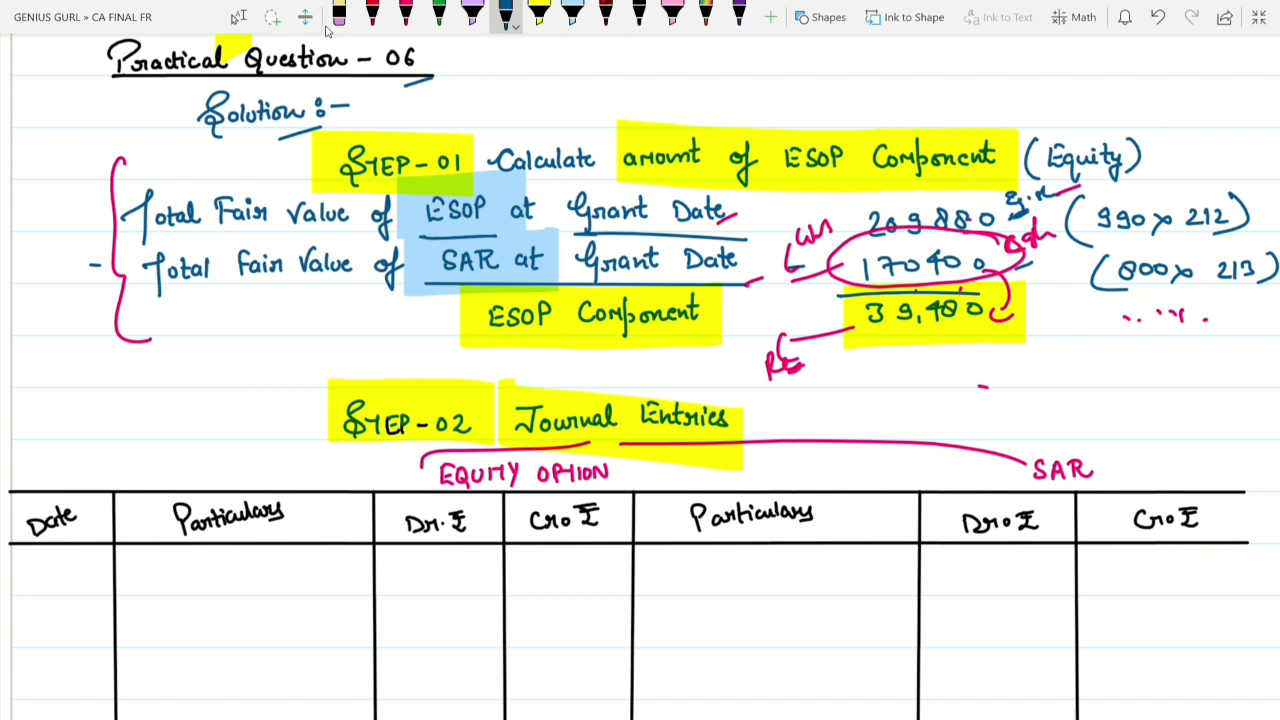 GENIUS GURL » CA FINAL FR
Shapes Ink to Shape Ink to Text Math
Practical Question - 06
Solution :-
STEP-01 Calculate amount of ESOP Component (Equity)
Total Fair Value of ESOP at Grant Date 209880 (990 x 212)
- Total Fair Value of SAR at Grant Date 170400 (800 x 213)
ESOP Component 39,480
STEP-02 Journal Entries
EQUITY OPTION SAR
Date Particulars Dr. ₹ Cr. ₹ Particulars Dr. ₹ Cr. ₹